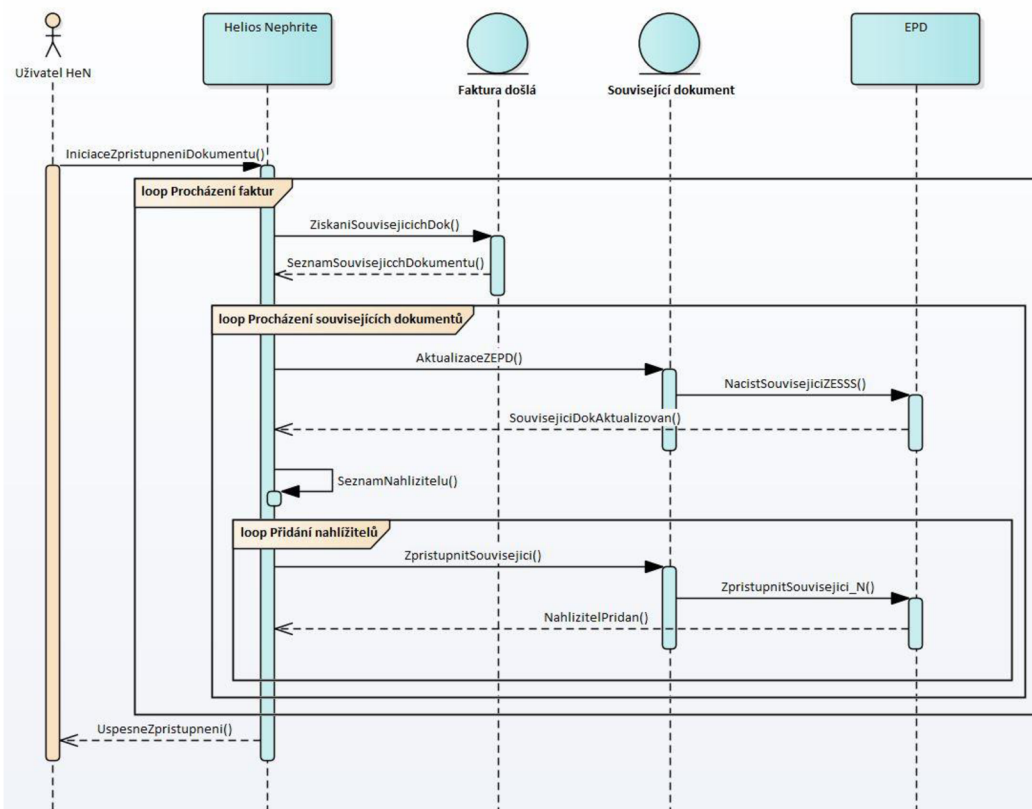 Uživatel HeN
Helios Nephrite
Faktura došlá
Související dokument
EPD
IniciaceZpristupneniDokumentu()
loop Procházení faktur
ZiskaniSouvisejicichDok()
SeznamSouvisejicchDokumentu()
loop Procházení souvisejících dokumentů
AktualizaceZEPD()
NacistSouvisejiciZESSS()
SouvisejiciDokAktualizovan()
SeznamNahlizitelu()
loop Přidání nahlížitelů
ZpristupnitSouvisejici()
ZpristupnitSouvisejici_N()
NahlizitelPridan()
UspesneZpristupneni()